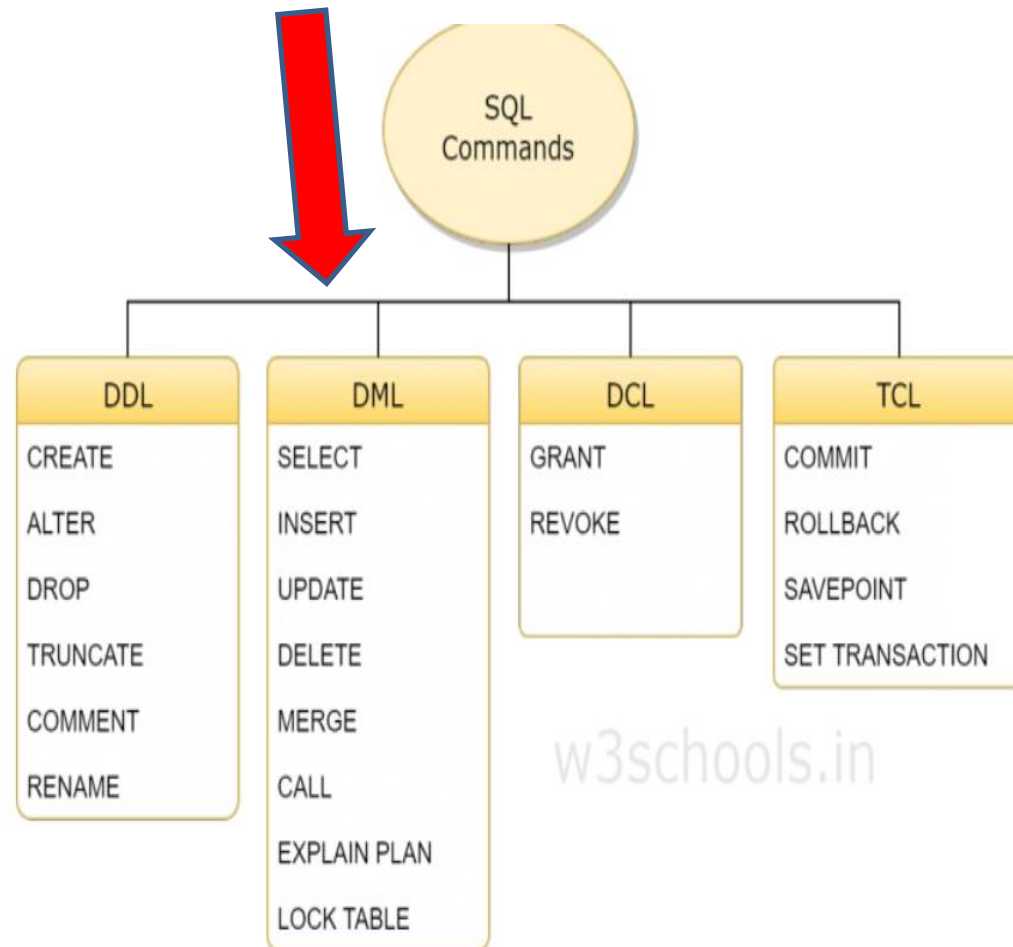 SQL
Commands
DDL
CREATE
ALTER
DROP
TRUNCATE
COMMENT
RENAME
DML
SELECT
INSERT
UPDATE
DELETE
MERGE
CALL
EXPLAIN PLAN
LOCK TABLE
DCL
GRANT
REVOKE
TCL
COMMIT
ROLLBACK
SAVEPOINT
SET TRANSACTION
w3schools.in